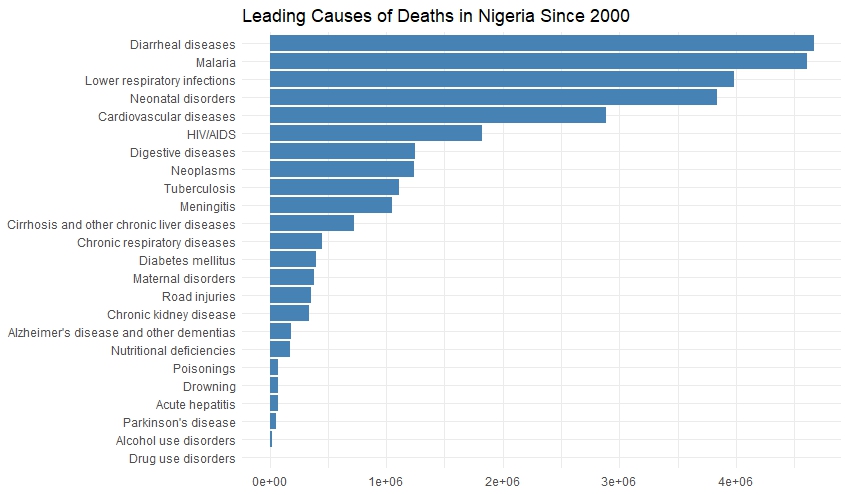 Leading Causes of Deaths in Nigeria Since 2000
Diarrheal diseases
Malaria
Lower respiratory infections
Neonatal disorders
Cardiovascular diseases
HIV/AIDS
Digestive diseases
Neoplasms
Tuberculosis
Meningitis
Cirrhosis and other chronic liver diseases
Chronic respiratory diseases
Diabetes mellitus
Maternal disorders
Road injuries
Chronic kidney disease
Alzheimer's disease and other dementias
Nutritional deficiencies
Poisonings
Drowning
Acute hepatitis
Parkinson's disease
Alcohol use disorders
Drug use disorders
0e+00 1e+06 2e+06 3e+06 4e+06